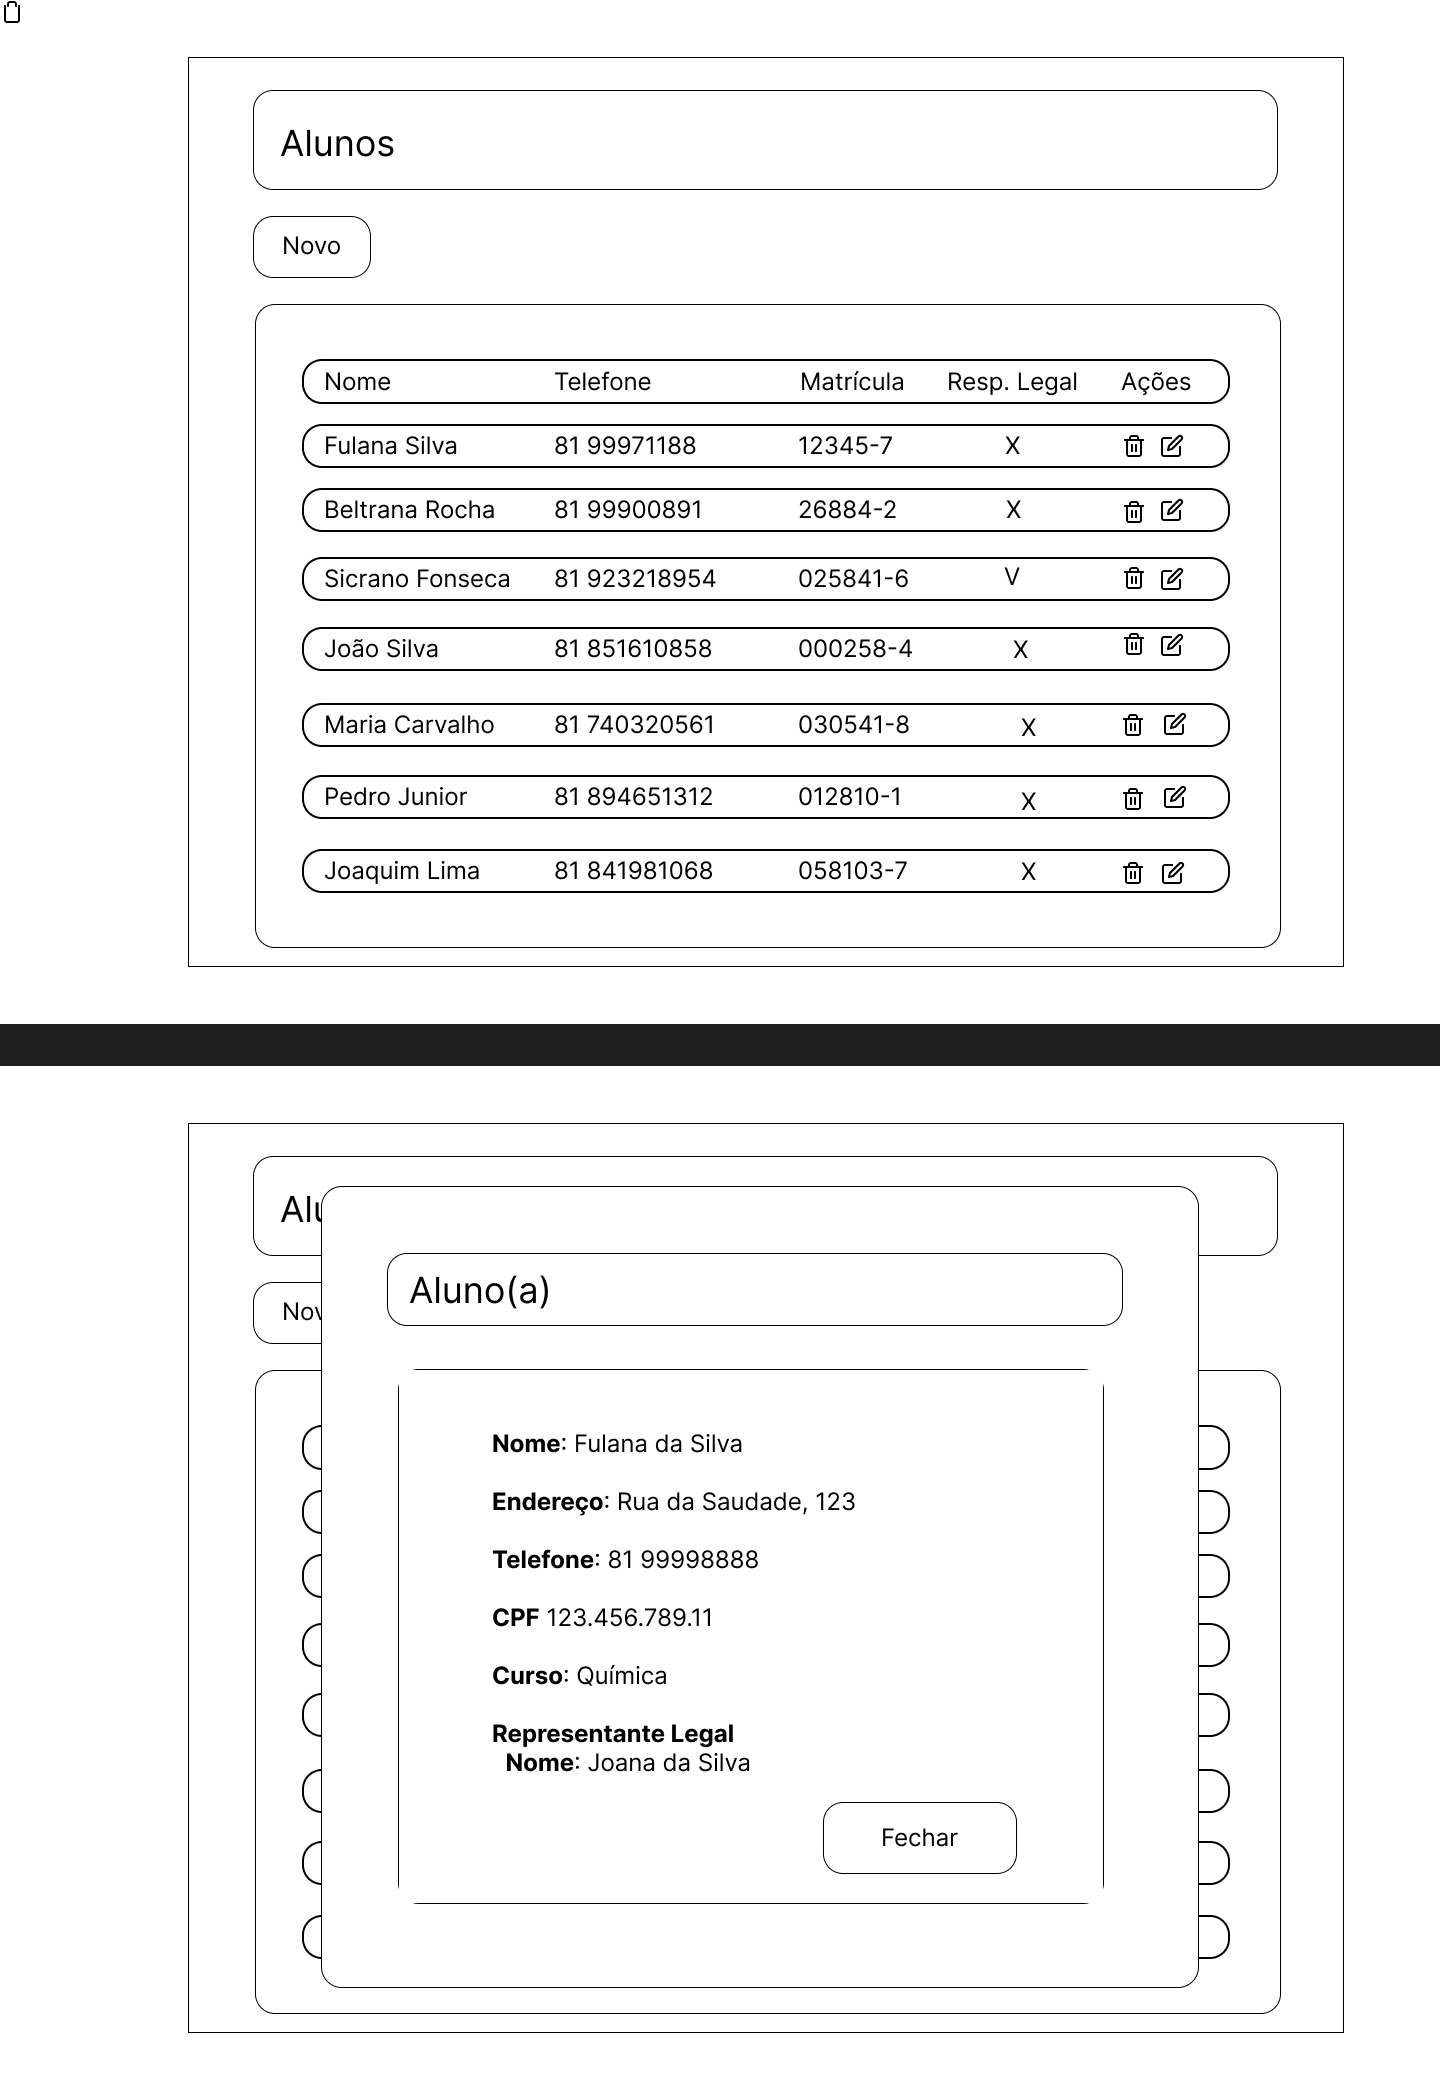 Alunos
Novo
Nome Telefone Matrícula Resp. Legal Ações
Fulana Silva 81 99971188 12345-7 X
Beltrana Rocha 81 99900891 26884-2 X
Sicrano Fonseca 81 923218954 025841-6 V
João Silva 81 851610858 000258-4 X
Maria Carvalho 81 740320561 030541-8 X
Pedro Junior 81 894651312 012810-1 X
Joaquim Lima 81 841981068 058103-7 X
Alu
Aluno(a)
Nov
Nome: Fulana da Silva
Endereço: Rua da Saudade, 123
Telefone: 81 99998888
CPF 123.456.789.11
Curso: Química
Representante Legal
Nome: Joana da Silva
Fechar